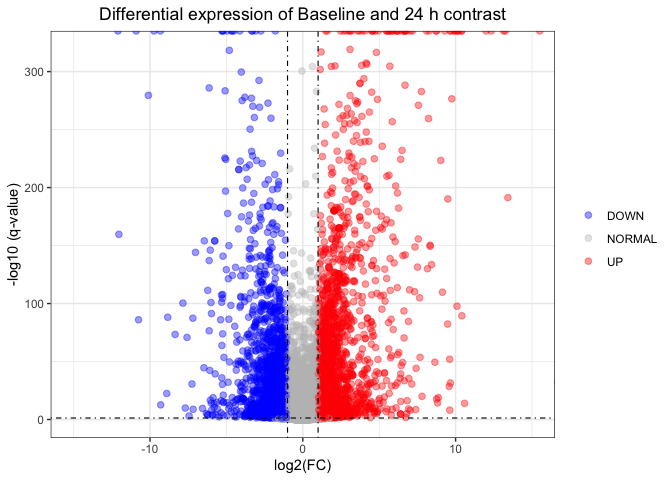 Differential expression of Baseline and 24 h contrast
-log10 (q-value)
300
200
100
0
-10
0
10
log2(FC)
DOWN
NORMAL
UP